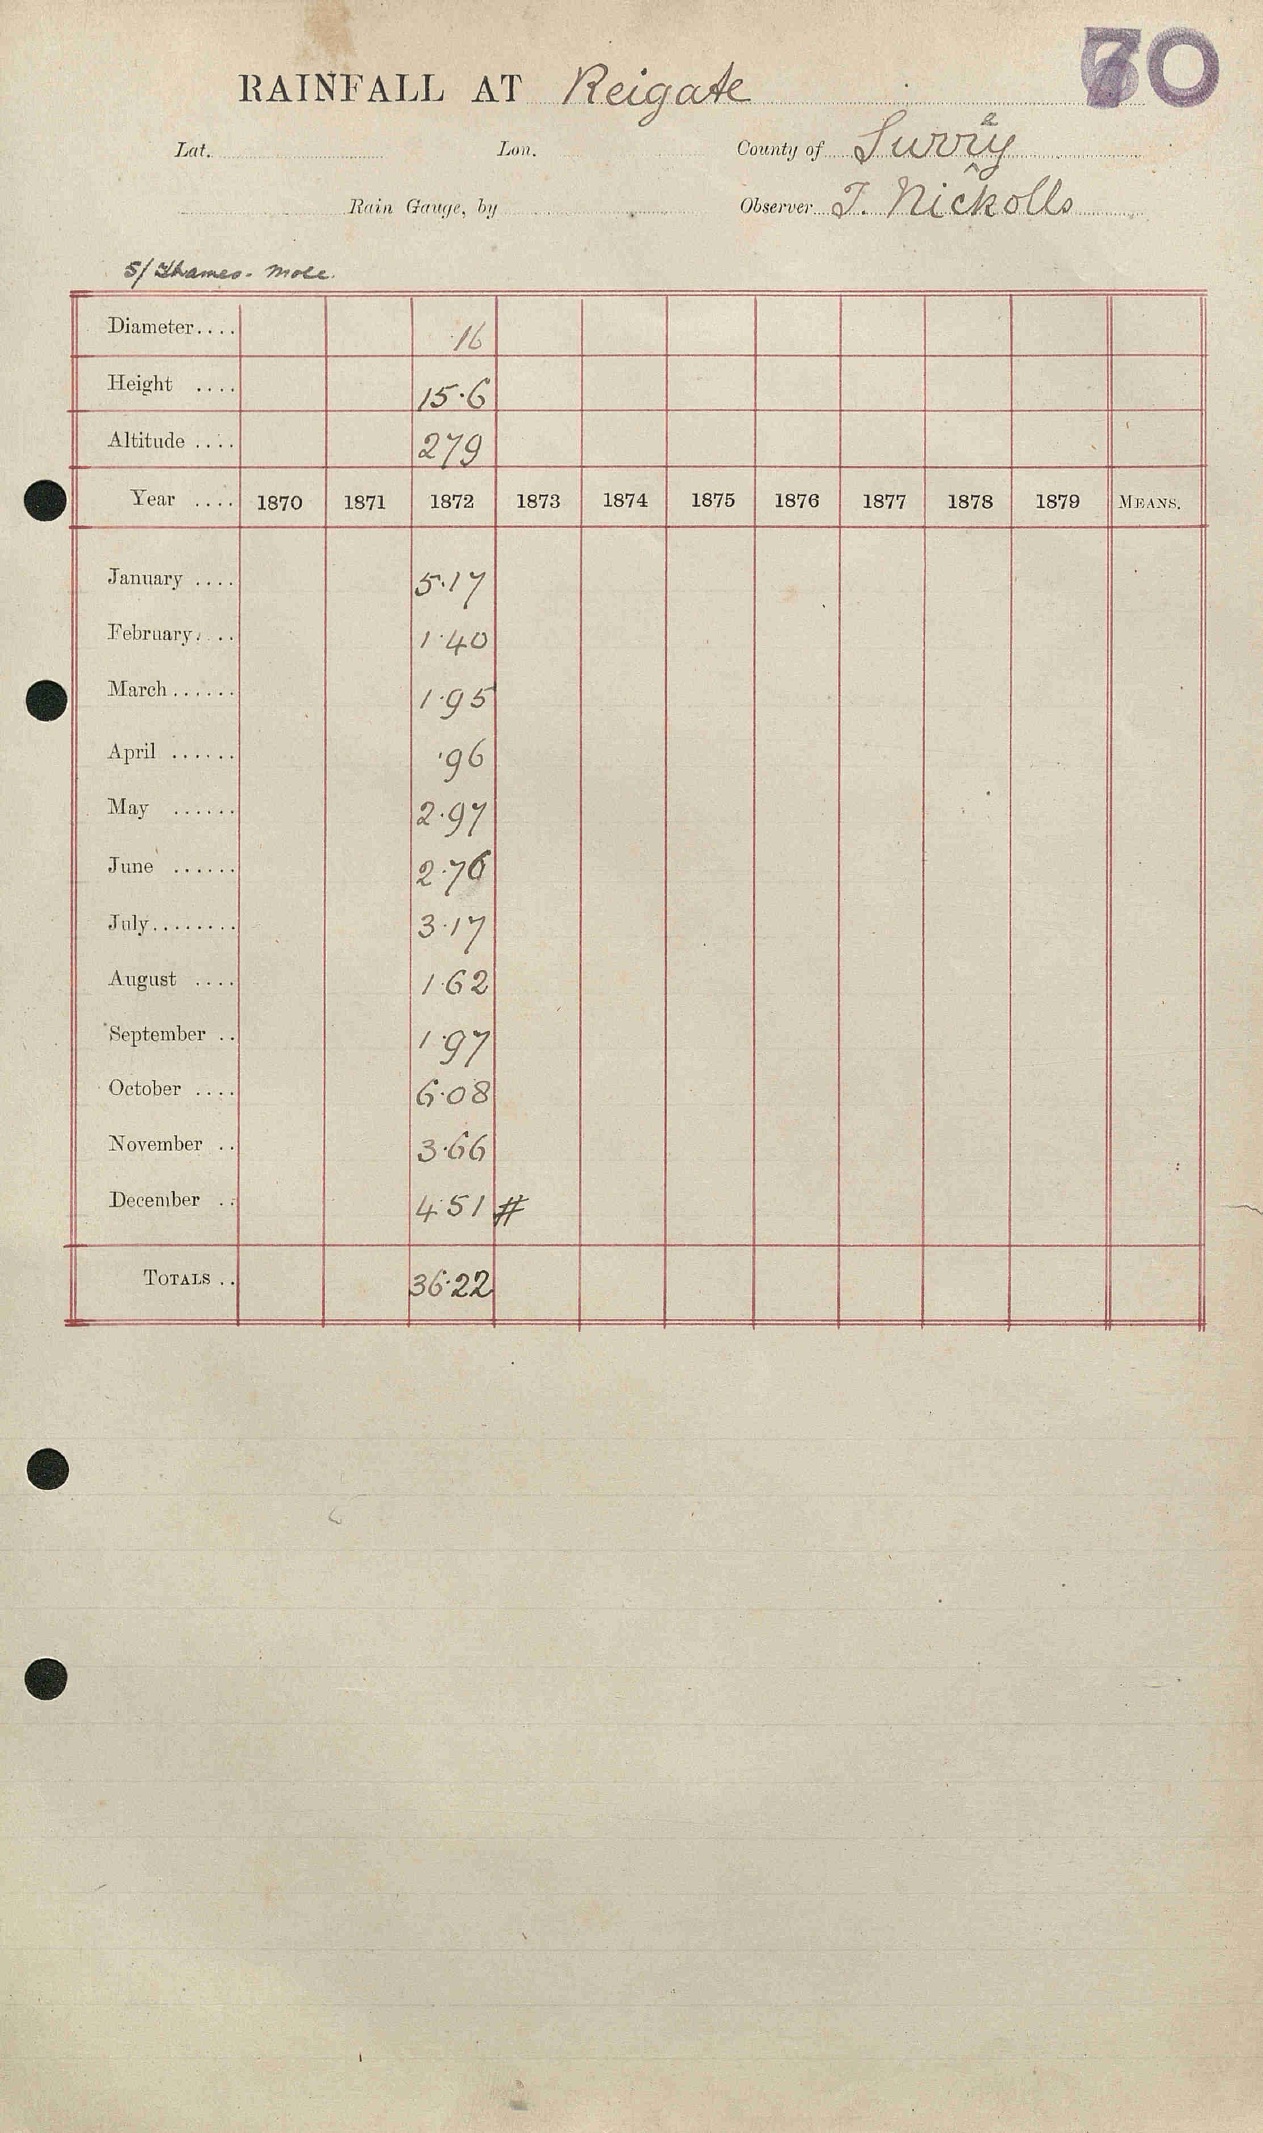 70
RAINFALL AT Reigate
Lat. Lon. County of Surrey
Rain Gauge, by Observer T. Nickolls
5/ Thames - Mole.
Diameter.... 16
Height .... 15·6
Altitude .... 279
Year .... 1870 1871 1872 1873 1874 1875 1876 1877 1878 1879 MEANS.
January .... 5·17
February... 1·40
March...... 1·95
April ...... ·96
May ...... 2·97
June ...... 2·76
July........ 3·17
August .... 1·62
September .. 1·97
October .... 6·08
November .. 3·66
December .. 4·51 #
TOTALS .. 36·22